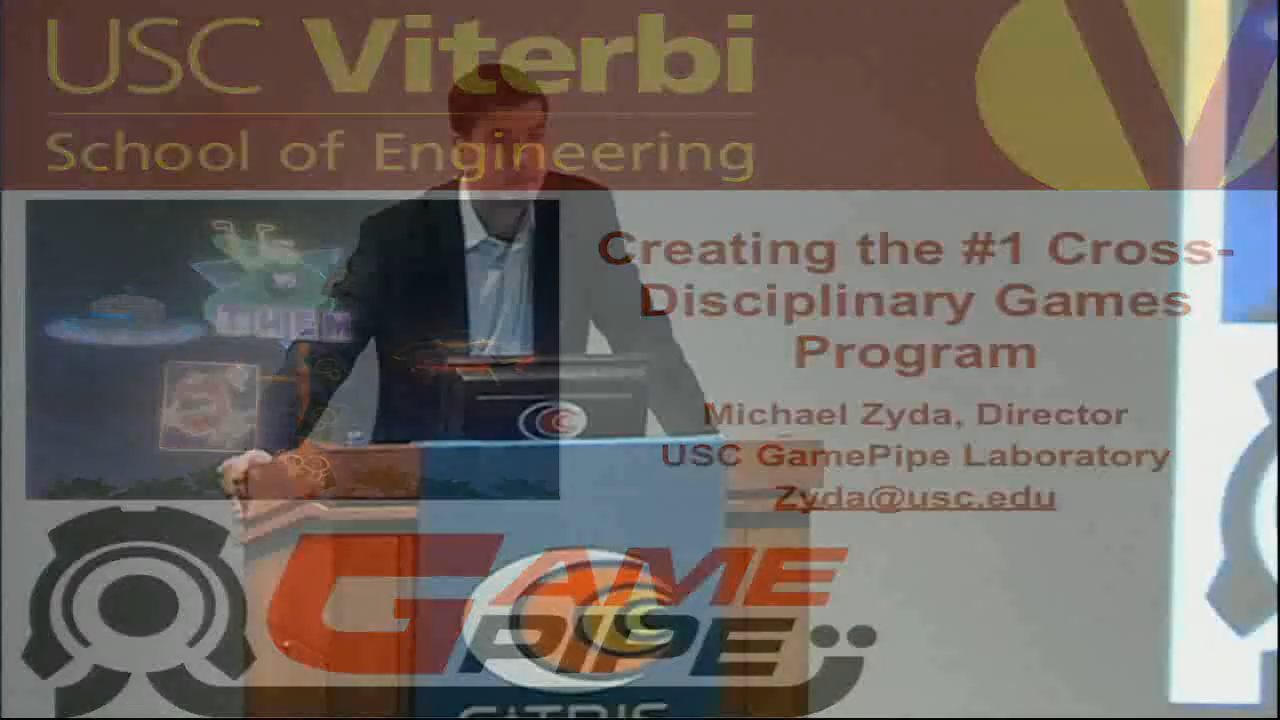 USC Viterbi
School of Engineering
Creating the #1 Cross-
Disciplinary Games
Program
Michael Zyda, Director
USC GamePipe Laboratory
Zyda@usc.edu
GAME
PIPE
CITRIS